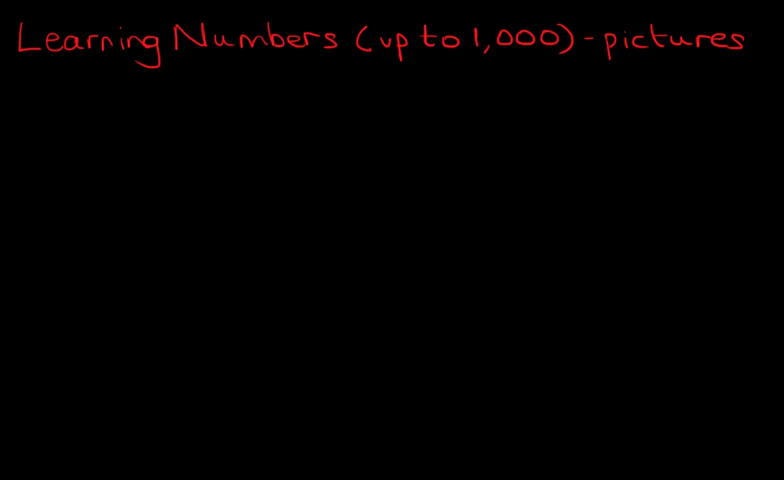 Learning Numbers (up to 1,000) - pictures